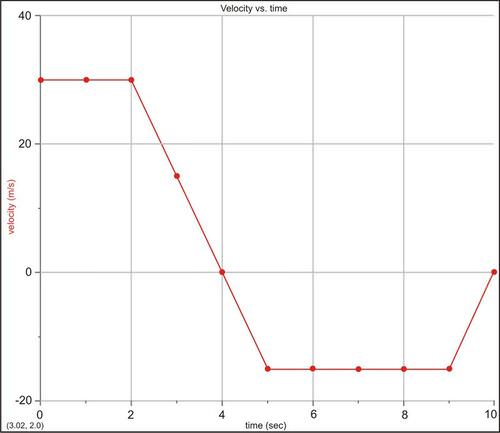 Velocity vs. time
40
20
0
-20
velocity (m/s)
0 2 4 6 8 10
(3.02, 2.0) time (sec)